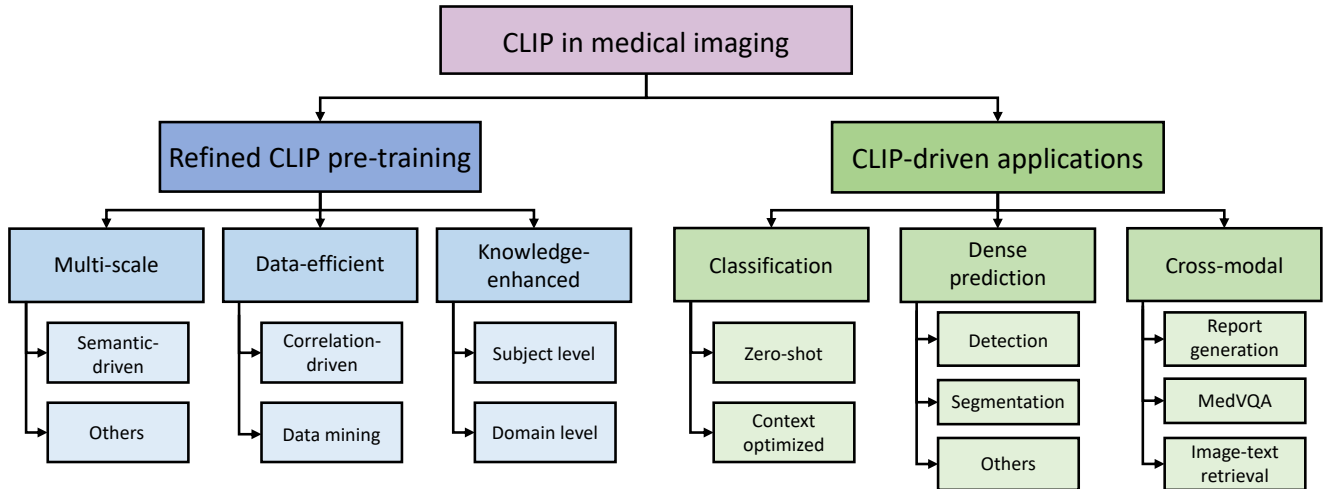 CLIP in medical imaging
Refined CLIP pre-training
CLIP-driven applications
Multi-scale
Data-efficient
Knowledge-
enhanced
Classification
Dense
prediction
Cross-modal
Semantic-
driven
Others
Correlation-
driven
Data mining
Subject level
Domain level
Zero-shot
Context
optimized
Detection
Segmentation
Others
Report
generation
MedVQA
Image-text
retrieval